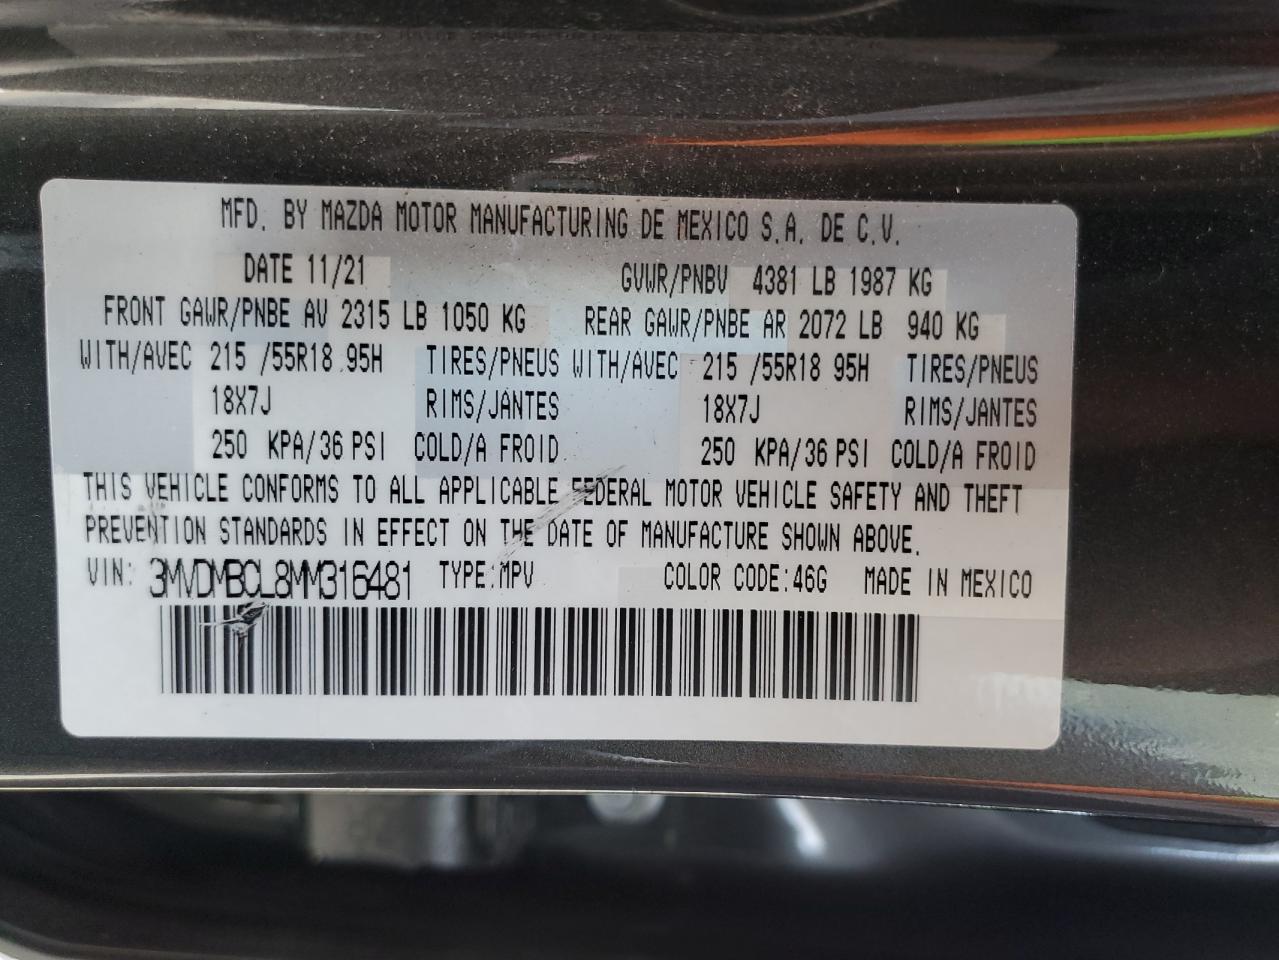 MFD. BY MAZDA MOTOR MANUFACTURING DE MEXICO S.A. DE C.V.
DATE 11/21 GVWR/PNBV 4381 LB 1987 KG
FRONT GAWR/PNBE AV 2315 LB 1050 KG REAR GAWR/PNBE AR 2072 LB 940 KG
WITH/AVEC 215 /55R18 95H TIRES/PNEUS WITH/AVEC 215 /55R18 95H TIRES/PNEUS
18X7J RIMS/JANTES 18X7J RIMS/JANTES
250 KPA/36 PSI COLD/A FROID 250 KPA/36 PSI COLD/A FROID
THIS VEHICLE CONFORMS TO ALL APPLICABLE FEDERAL MOTOR VEHICLE SAFETY AND THEFT
PREVENTION STANDARDS IN EFFECT ON THE DATE OF MANUFACTURE SHOWN ABOVE.
VIN: 3MVDMBCL8MM316481 TYPE:MPV COLOR CODE:46G MADE IN MEXICO